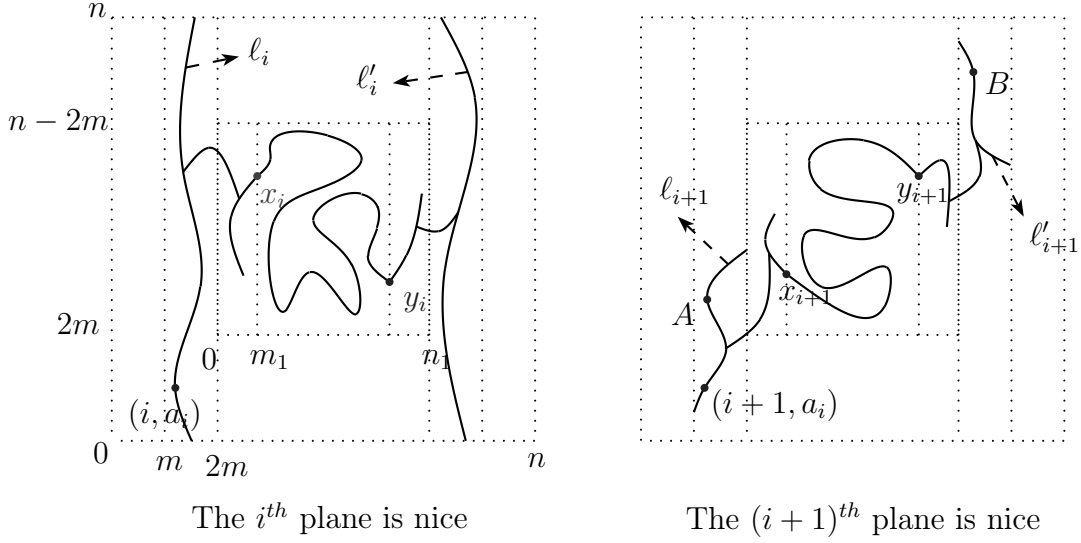 n
ℓ_i
ℓ'_i
n − 2m
x_i
y_i
2m
0
m_1
n_1
(i, a_i)
0
m
2m
n
The i^{th} plane is nice
B
y_{i+1}
ℓ_{i+1}
ℓ'_{i+1}
x_{i+1}
A
(i + 1, a_i)
The (i + 1)^{th} plane is nice